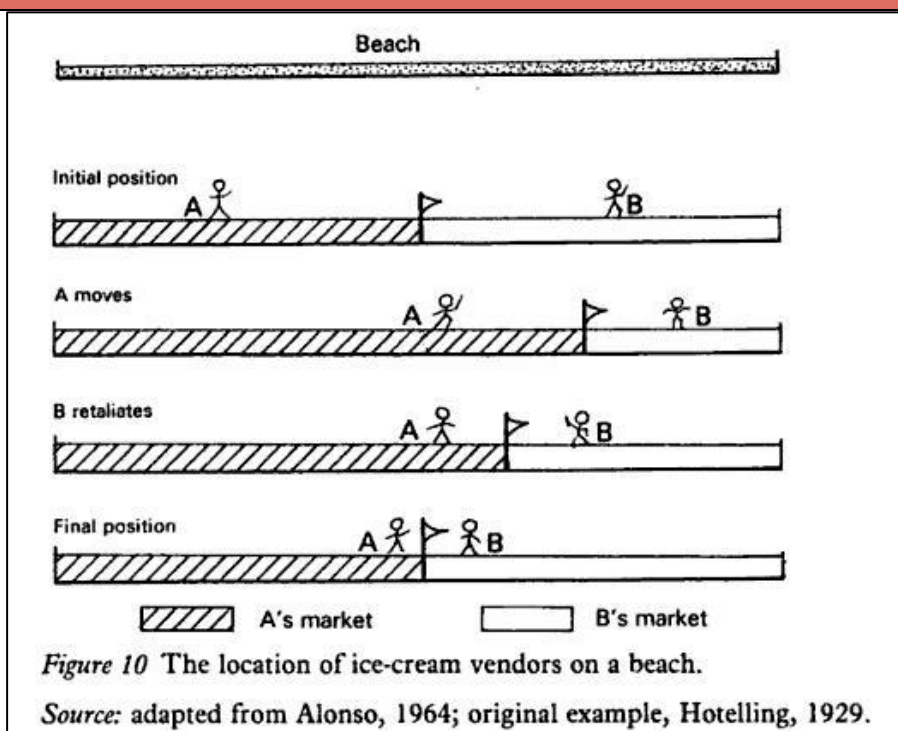 Beach
Initial position
A
B
A moves
A
B
B retaliates
A
B
Final position
A
B
A's market
B's market
Figure 10 The location of ice-cream vendors on a beach.
Source: adapted from Alonso, 1964; original example, Hotelling, 1929.